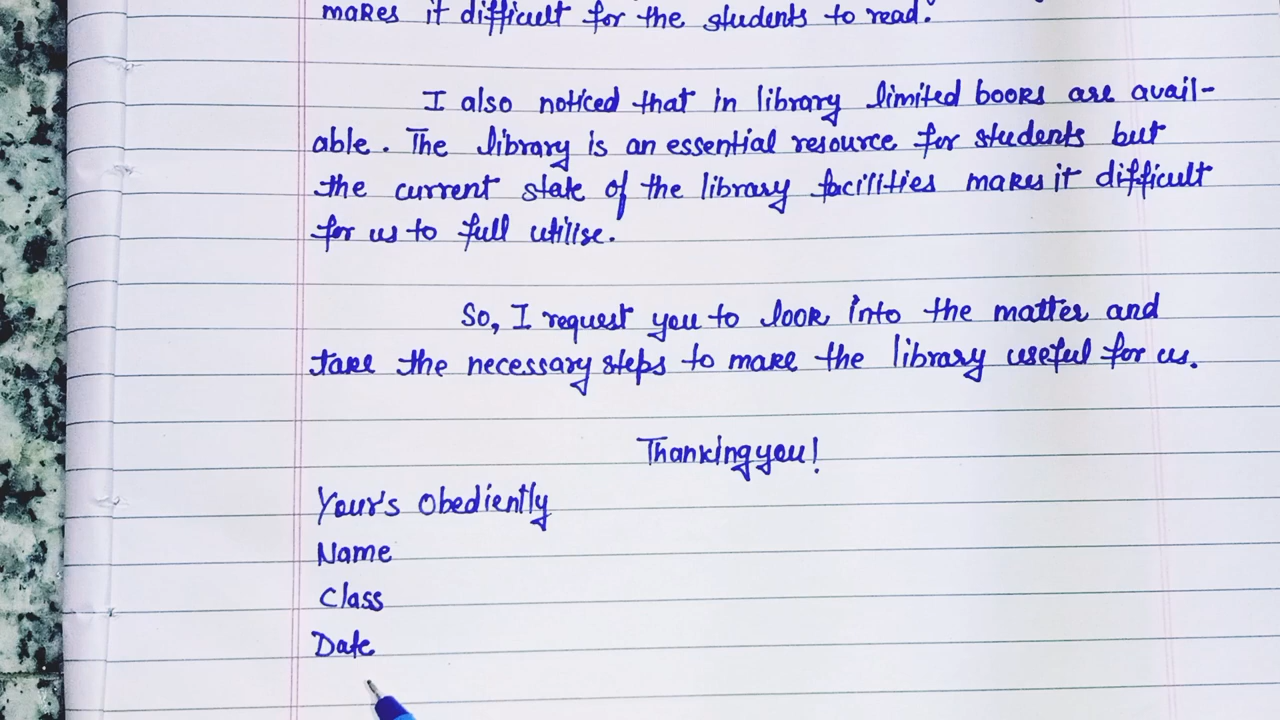 makes it difficult for the students to read.
I also noticed that in library limited books are avail-
able. The library is an essential resource for students but
the current state of the library facilities makes it difficult
for us to full utilise.
So, I request you to look into the matter and
take the necessary steps to make the library useful for us.
Thanking you!
Your's Obediently
Name
Class
Date